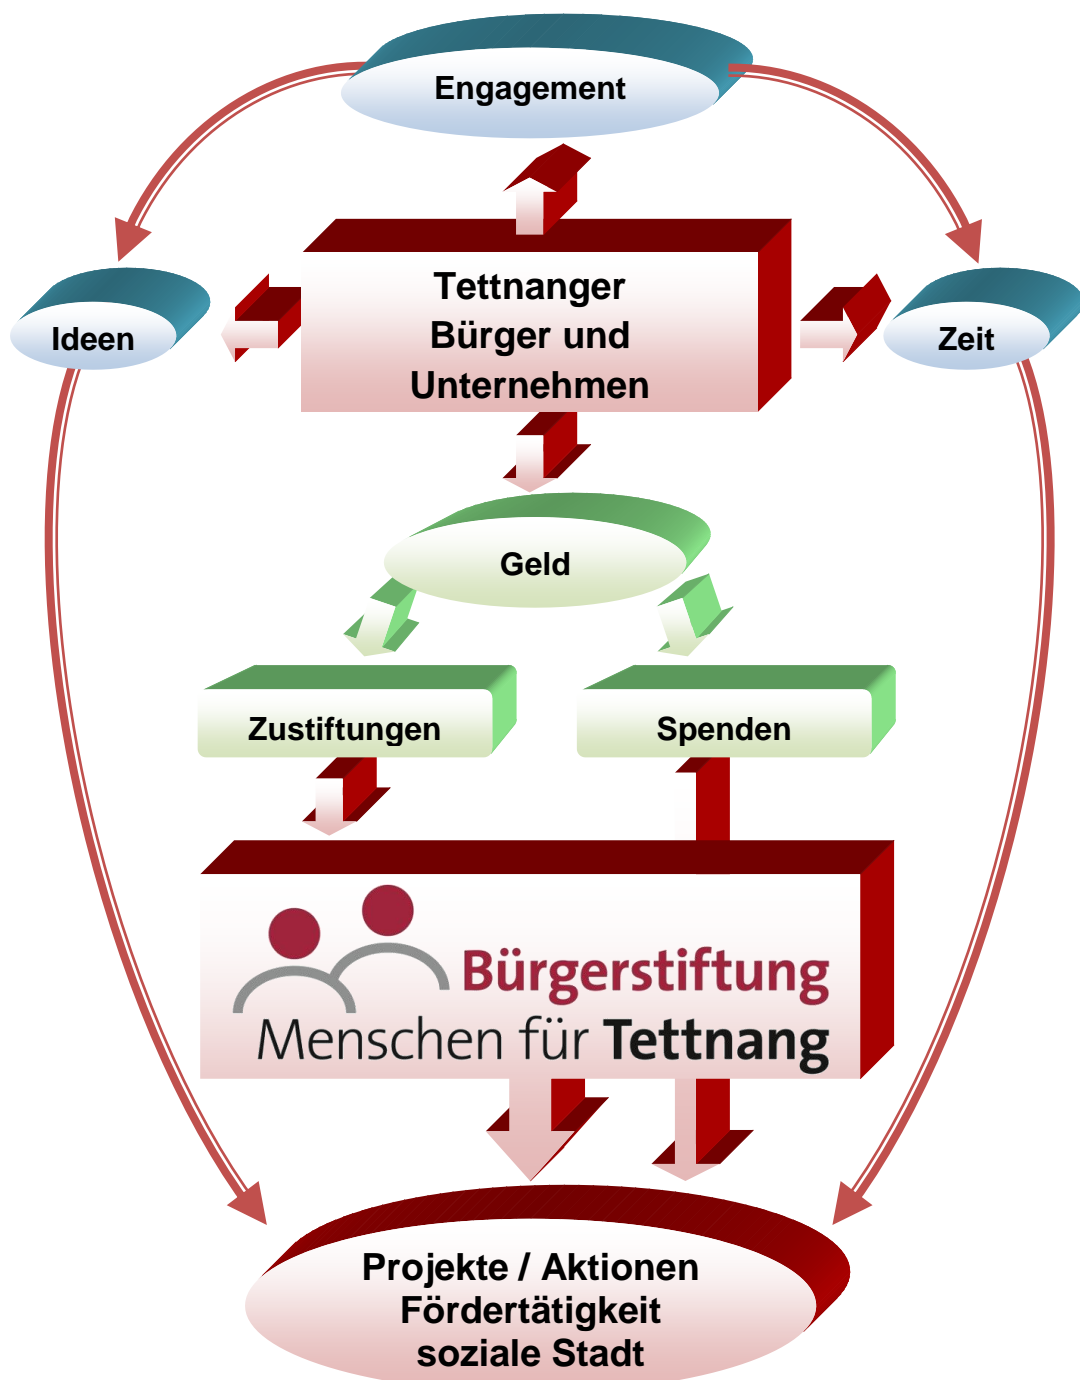 Engagement
Tettnanger
Bürger und
Unternehmen
Ideen
Zeit
Geld
Zustiftungen
Spenden
Bürgerstiftung
Menschen für Tettnang
Projekte / Aktionen
Fördertätigkeit
soziale Stadt